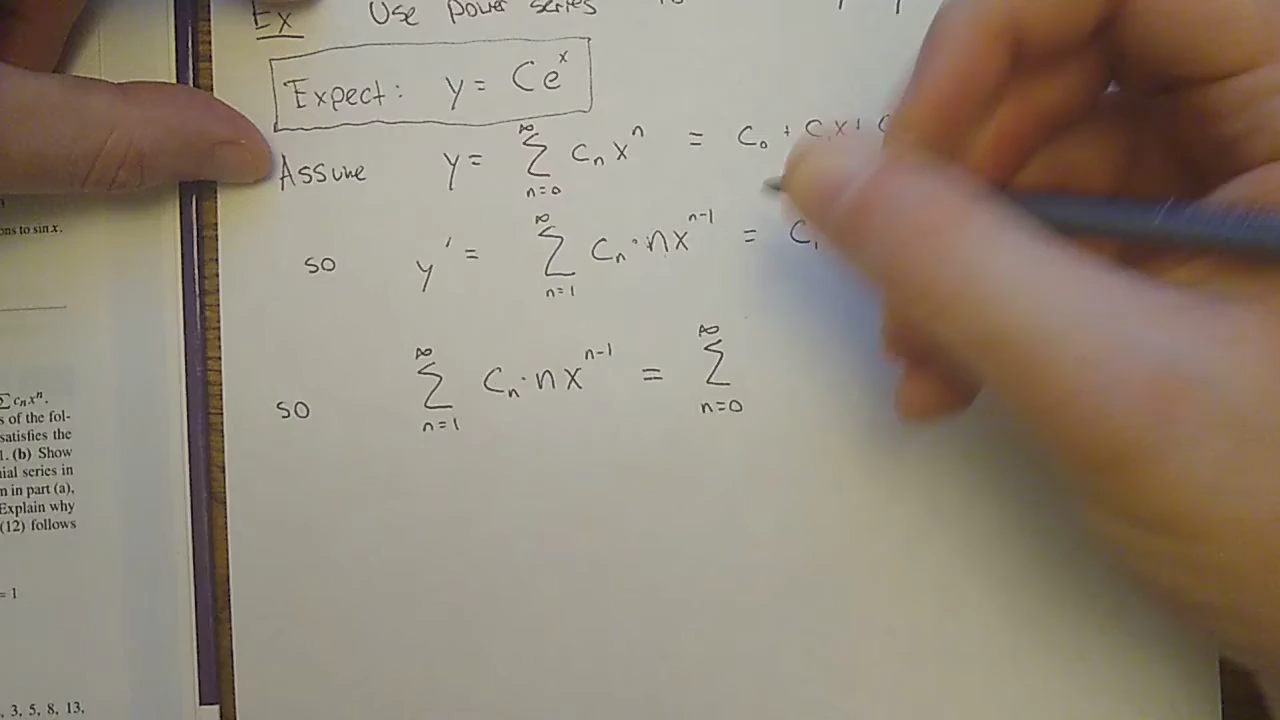 Ex Use power series
Expect: y = Ce^x
Assume y = ∑_{n=0}^{∞} c_n x^n = c_0 + c_1 x +
so y' = ∑_{n=1}^{∞} c_n · n x^{n-1} = c_1
so ∑_{n=1}^{∞} c_n · n x^{n-1} = ∑_{n=0}^{∞}
ons to sin x.
∑ c_n x^n.
s of the fol-
satisfies the
1. (b) Show
ial series in
n in part (a),
Explain why
(12) follows
= 1
, 3, 5, 8, 13,